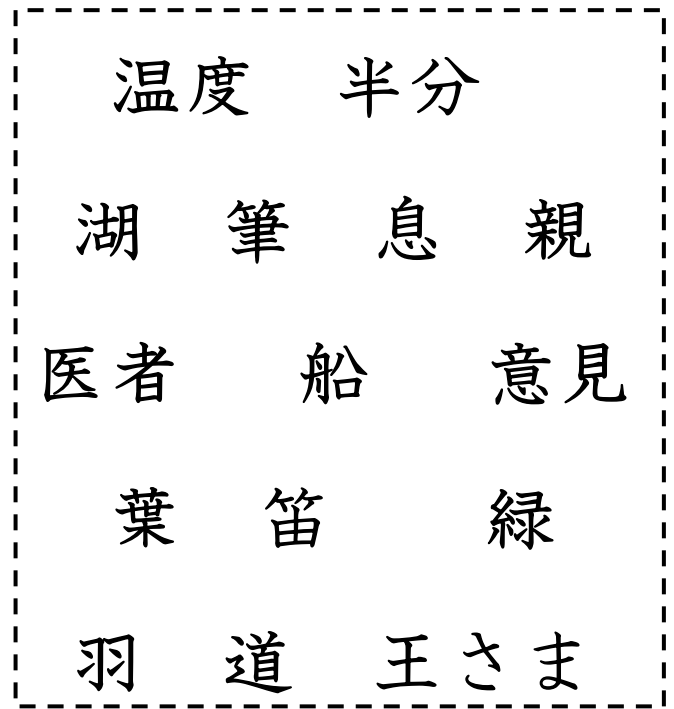 温度 半分
湖 筆 息 親
医者 船 意見
葉 笛 緑
羽 道 王さま